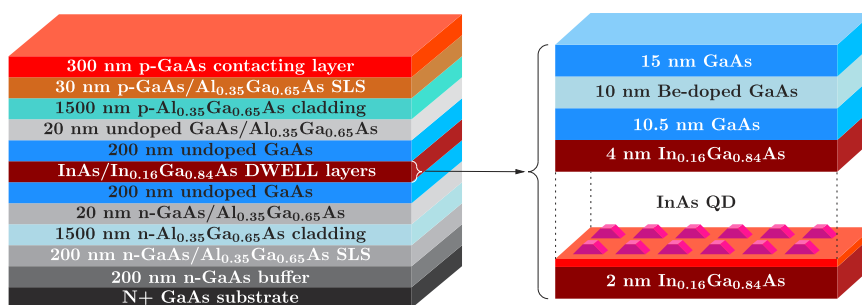 300 nm p-GaAs contacting layer
30 nm p-GaAs/Al₀.₃₅Ga₀.₆₅As SLS
1500 nm p-Al₀.₃₅Ga₀.₆₅As cladding
20 nm undoped GaAs/Al₀.₃₅Ga₀.₆₅As
200 nm undoped GaAs
InAs/In₀.₁₆Ga₀.₈₄As DWELL layers
200 nm undoped GaAs
20 nm n-GaAs/Al₀.₃₅Ga₀.₆₅As
1500 nm n-Al₀.₃₅Ga₀.₆₅As cladding
200 nm n-GaAs/Al₀.₃₅Ga₀.₆₅As SLS
200 nm n-GaAs buffer
N+ GaAs substrate
15 nm GaAs
10 nm Be-doped GaAs
10.5 nm GaAs
4 nm In₀.₁₆Ga₀.₈₄As
InAs QD
2 nm In₀.₁₆Ga₀.₈₄As